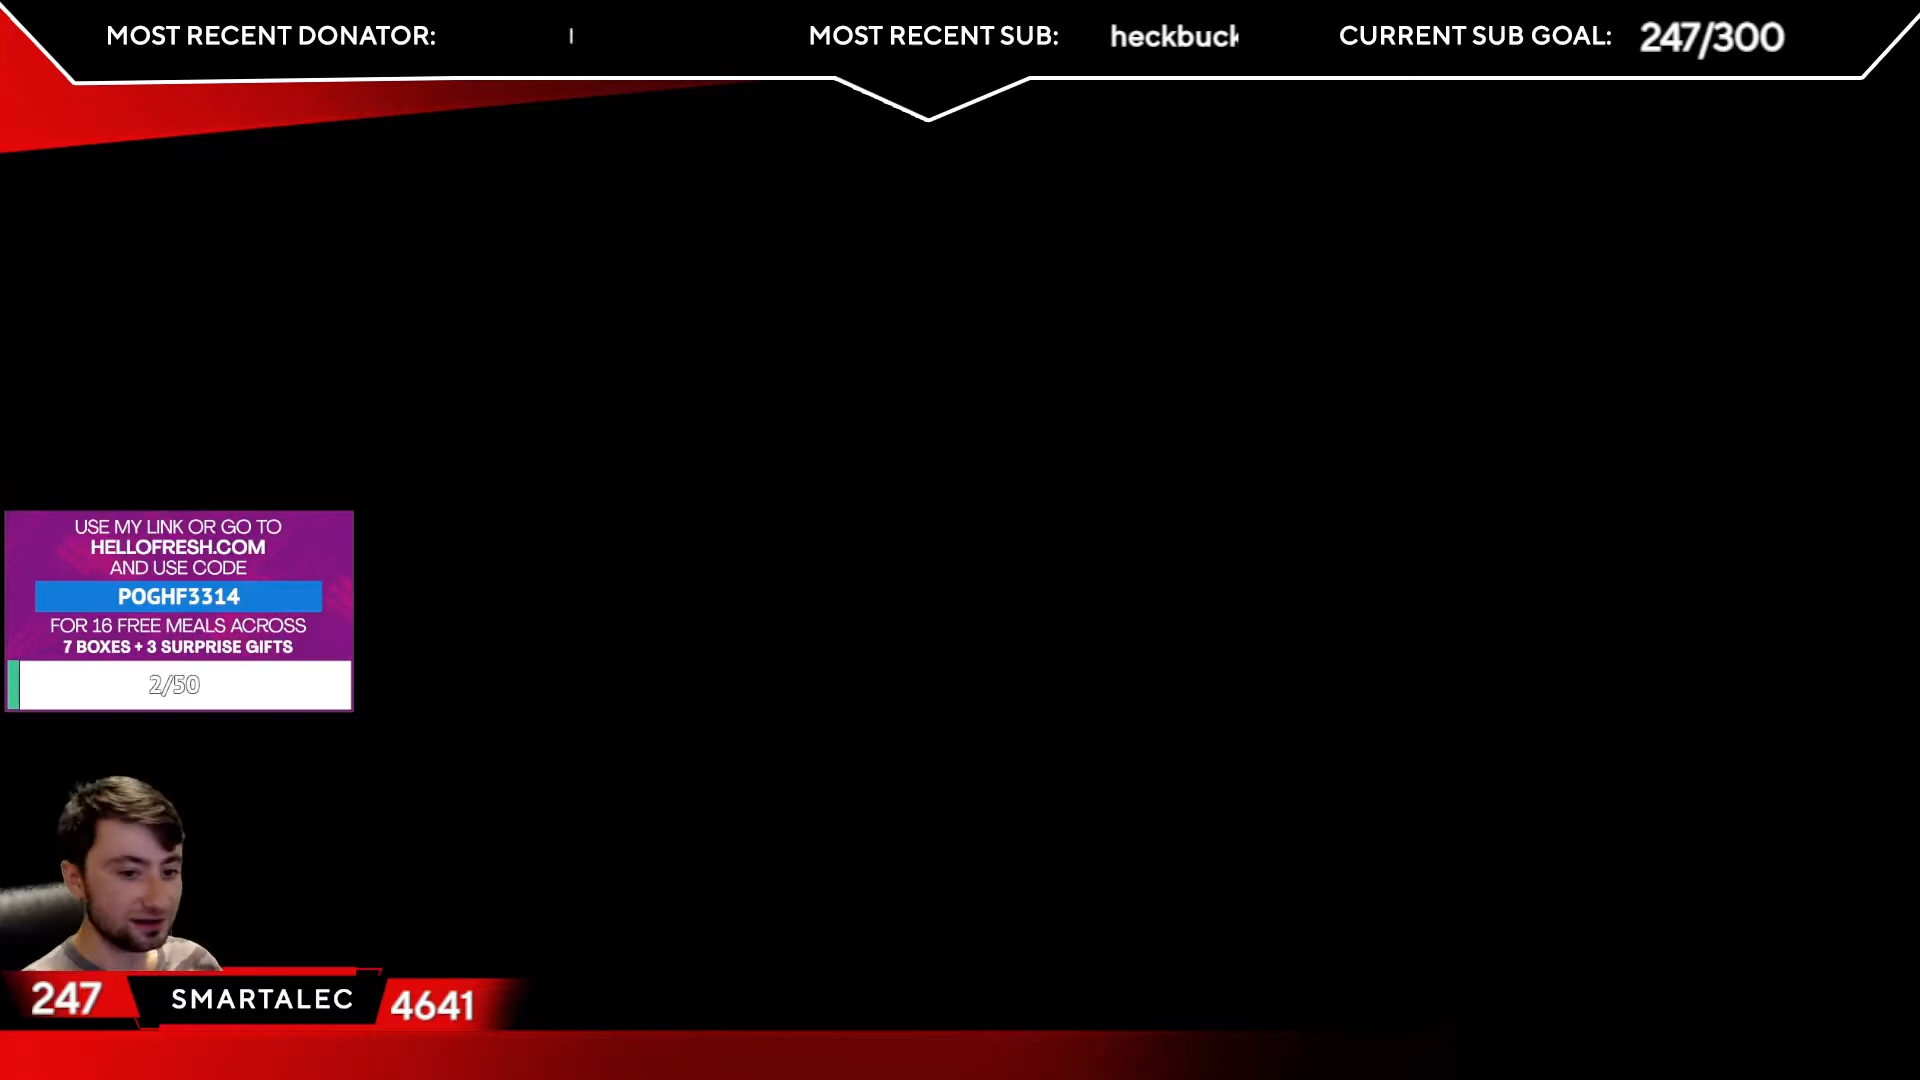 MOST RECENT DONATOR:
MOST RECENT SUB: heckbuck
CURRENT SUB GOAL: 247/300
USE MY LINK OR GO TO
HELLOFRESH.COM
AND USE CODE
POGHF3314
FOR 16 FREE MEALS ACROSS
7 BOXES + 3 SURPRISE GIFTS
2/50
247 SMARTALEC 4641